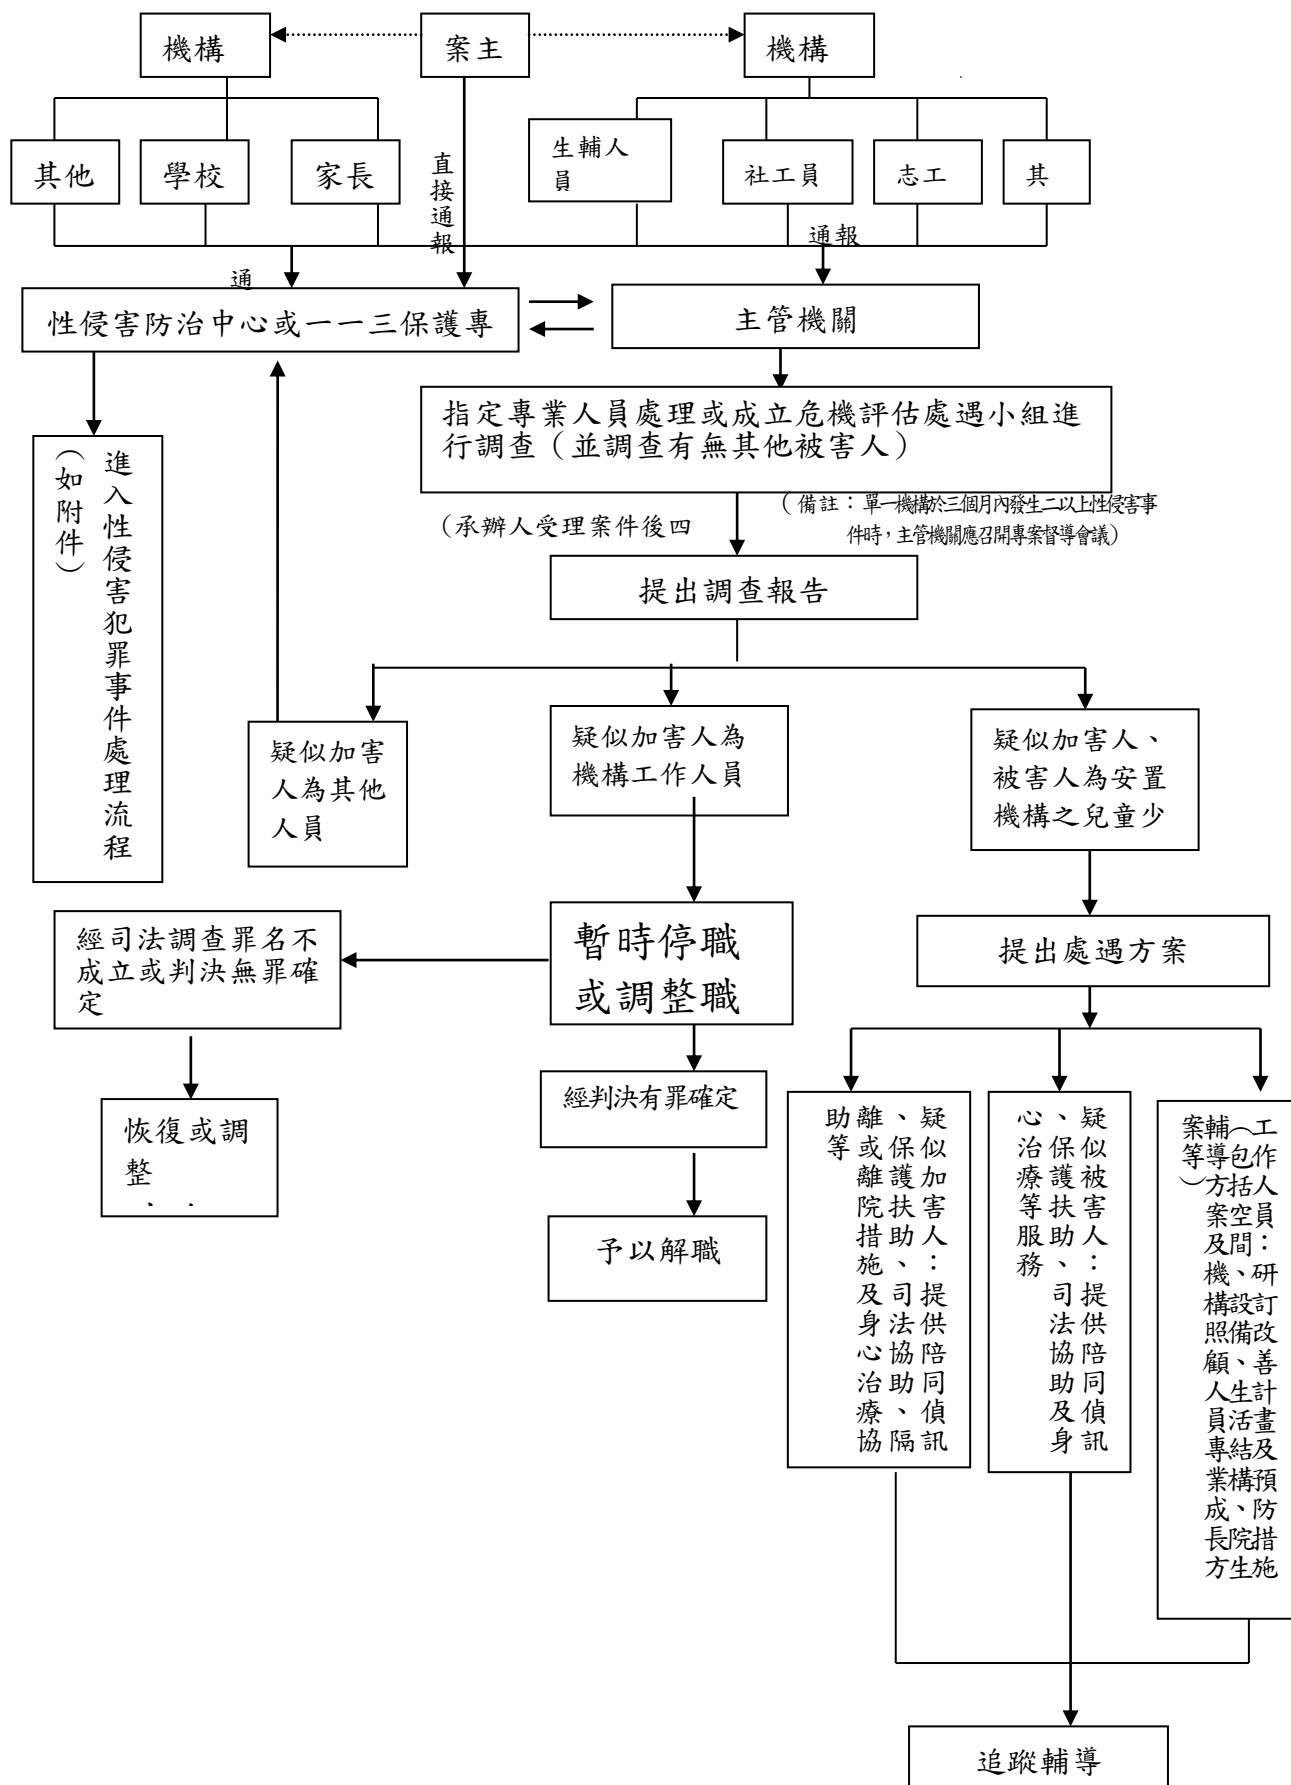 機構
案主
機構
其他
學校
家長
直接通報
生輔人
員
社工員
志工
其
通報
通
性侵害防治中心或一一三保護專
主管機關
指定專業人員處理或成立危機評估處遇小組進
行調查（並調查有無其他被害人）
（承辦人受理案件後四
（備註：單一機構於三個月內發生二以上性侵害事
件時，主管機關應召開專案督導會議）
進入性侵害犯罪事件處理流程
（如附件）
提出調查報告
疑似加害
人為其他
人員
疑似加害人為
機構工作人員
疑似加害人、
被害人為安置
機構之兒童少
經司法調查罪名不
成立或判決無罪確
定
暫時停職
或調整職
提出處遇方案
恢復或調
整
經判決有罪確定
予以解職
疑似加害人：提供陪同偵訊
、保護扶助、司法協助、隔
離或離院措施及身心治療協
助等
疑似被害人：提供陪同偵訊
、保護扶助、司法協助及身
心治療等服務
工作人員：研訂改善計畫及預防措施
（包括空間、設備、生活結構、院生
輔導方案及機構照顧人員專業成長方
案等）
追蹤輔導